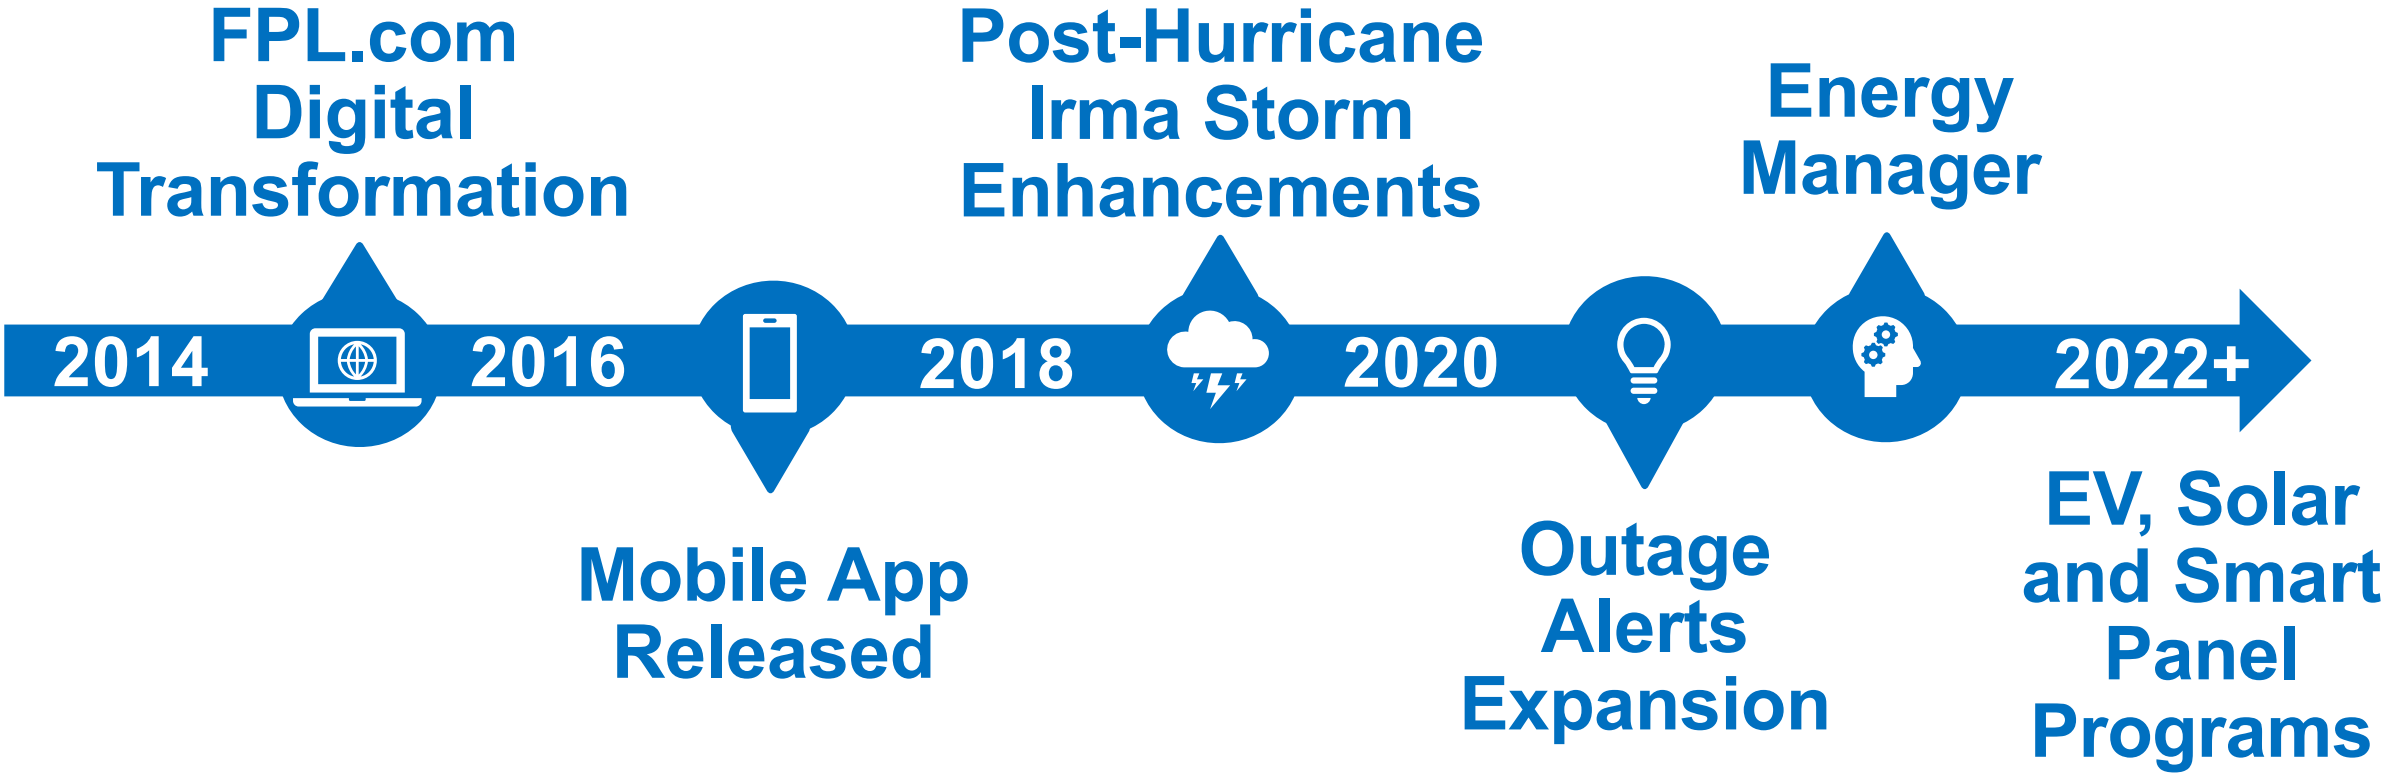 FPL.com
Digital
Transformation
Post-Hurricane
Irma Storm
Enhancements
Energy
Manager
2014
2016
2018
2020
2022+
Mobile App
Released
Outage
Alerts
Expansion
EV, Solar
and Smart
Panel
Programs